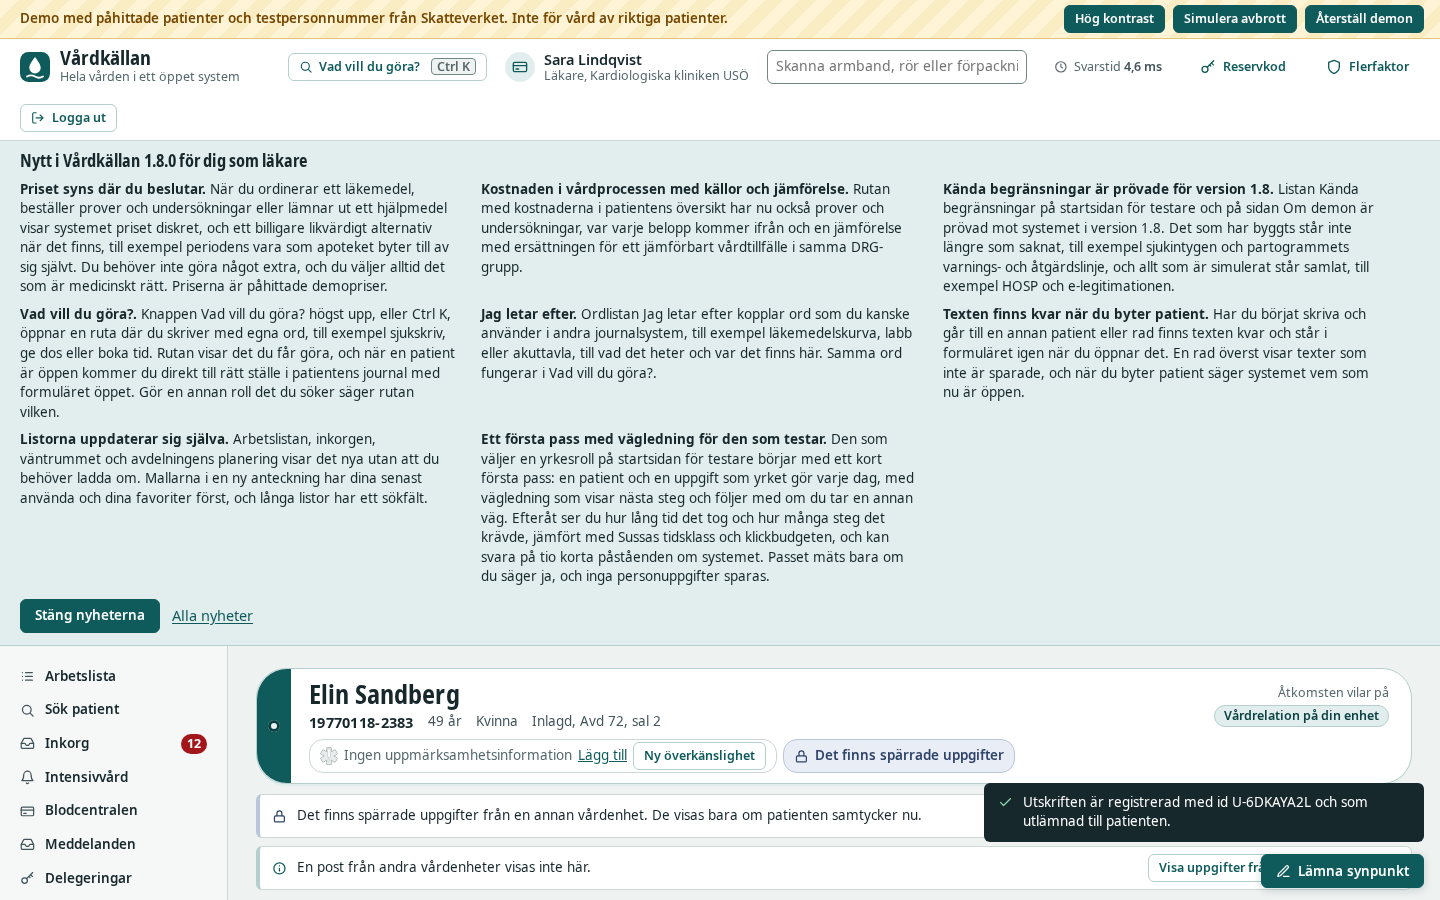 Demo med påhittade patienter och testpersonnummer från Skatteverket. Inte för vård av riktiga patienter.
Hög kontrast
Simulera avbrott
Återställ demon
Vårdkällan
Hela vården i ett öppet system
Vad vill du göra? Ctrl K
Sara Lindqvist
Läkare, Kardiologiska kliniken USÖ
Skanna armband, rör eller förpackni
Svarstid 4,6 ms
Reservkod
Flerfaktor
Logga ut
Nytt i Vårdkällan 1.8.0 för dig som läkare
Priset syns där du beslutar. När du ordinerar ett läkemedel,
beställer prover och undersökningar eller lämnar ut ett hjälpmedel
visar systemet priset diskret, och ett billigare likvärdigt alternativ
när det finns, till exempel periodens vara som apoteket byter till av
sig självt. Du behöver inte göra något extra, och du väljer alltid det
som är medicinskt rätt. Priserna är påhittade demopriser.
Kostnaden i vårdprocessen med källor och jämförelse. Rutan
med kostnaderna i patientens översikt har nu också prover och
undersökningar, var varje belopp kommer ifrån och en jämförelse
med ersättningen för ett jämförbart vårdtillfälle i samma DRG-
grupp.
Kända begränsningar är prövade för version 1.8. Listan Kända
begränsningar på startsidan för testare och på sidan Om demon är
prövad mot systemet i version 1.8. Det som har byggts står inte
längre som saknat, till exempel sjukintygen och partogrammets
varnings- och åtgärdslinje, och allt som är simulerat står samlat, till
exempel HOSP och e-legitimationen.
Vad vill du göra?. Knappen Vad vill du göra? högst upp, eller Ctrl K,
öppnar en ruta där du skriver med egna ord, till exempel sjukskriv,
ge dos eller boka tid. Rutan visar det du får göra, och när en patient
är öppen kommer du direkt till rätt ställe i patientens journal med
formuläret öppet. Gör en annan roll det du söker säger rutan
vilken.
Jag letar efter. Ordlistan Jag letar efter kopplar ord som du kanske
använder i andra journalsystem, till exempel läkemedelskurva, labb
eller akuttavla, till vad det heter och var det finns här. Samma ord
fungerar i Vad vill du göra?.
Texten finns kvar när du byter patient. Har du börjat skriva och
går till en annan patient eller rad finns texten kvar och står i
formuläret igen när du öppnar det. En rad överst visar texter som
inte är sparade, och när du byter patient säger systemet vem som
nu är öppen.
Listorna uppdaterar sig själva. Arbetslistan, inkorgen,
väntrummet och avdelningens planering visar det nya utan att du
behöver ladda om. Mallarna i en ny anteckning har dina senast
använda och dina favoriter först, och långa listor har ett sökfält.
Ett första pass med vägledning för den som testar. Den som
väljer en yrkesroll på startsidan för testare börjar med ett kort
första pass: en patient och en uppgift som yrket gör varje dag, med
vägledning som visar nästa steg och följer med om du tar en annan
väg. Efteråt ser du hur lång tid det tog och hur många steg det
krävde, jämfört med Sussas tidsklass och klickbudgeten, och kan
svara på tio korta påståenden om systemet. Passet mäts bara om
du säger ja, och inga personuppgifter sparas.
Stäng nyheterna
Alla nyheter
Arbetslista
Sök patient
Inkorg 12
Intensivvård
Blodcentralen
Meddelanden
Delegeringar
Elin Sandberg
19770118-2383 49 år Kvinna Inlagd, Avd 72, sal 2
Ingen uppmärksamhetsinformation Lägg till Ny överkänslighet
Det finns spärrade uppgifter
Åtkomsten vilar på
Vårdrelation på din enhet
Det finns spärrade uppgifter från en annan vårdenhet. De visas bara om patienten samtycker nu.
Utskriften är registrerad med id U-6DKAYA2L och som
utlämnad till patienten.
En post från andra vårdenheter visas inte här.
Visa uppgifter
Lämna synpunkt